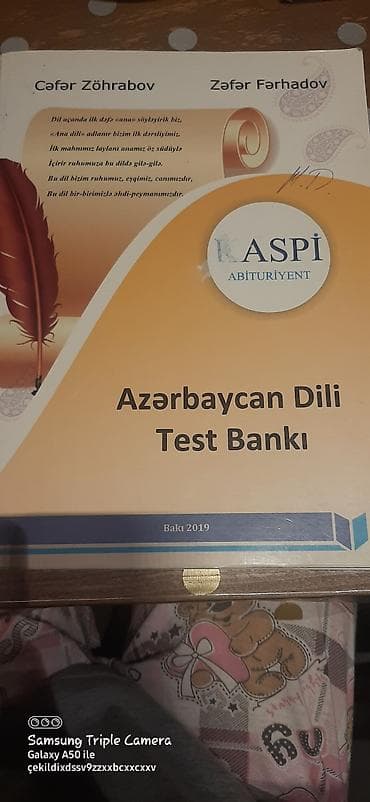 Cəfər Zöhrabov Zəfər Fərhadov
Dil açanda ilk dəfə «ana» söyləyirik biz,
«Ana dili» adlanır bizim ilk dərsliyimiz.
İlk mahnımız laylanı anamız öz südüylə
İçirir ruhumuza bu dildə gilə-gilə.
Bu dil bizim ruhumuz, eşqimiz, canımızdır,
Bu dil bir-birimizlə əhdi-peymanımızdır.
KASPİ
ABİTURİYENT
Azərbaycan Dili
Test Bankı
Bakı 2019
Samsung Triple Camera
Galaxy A50 ile
çekildixdssv9zzxxbcxxcxxv